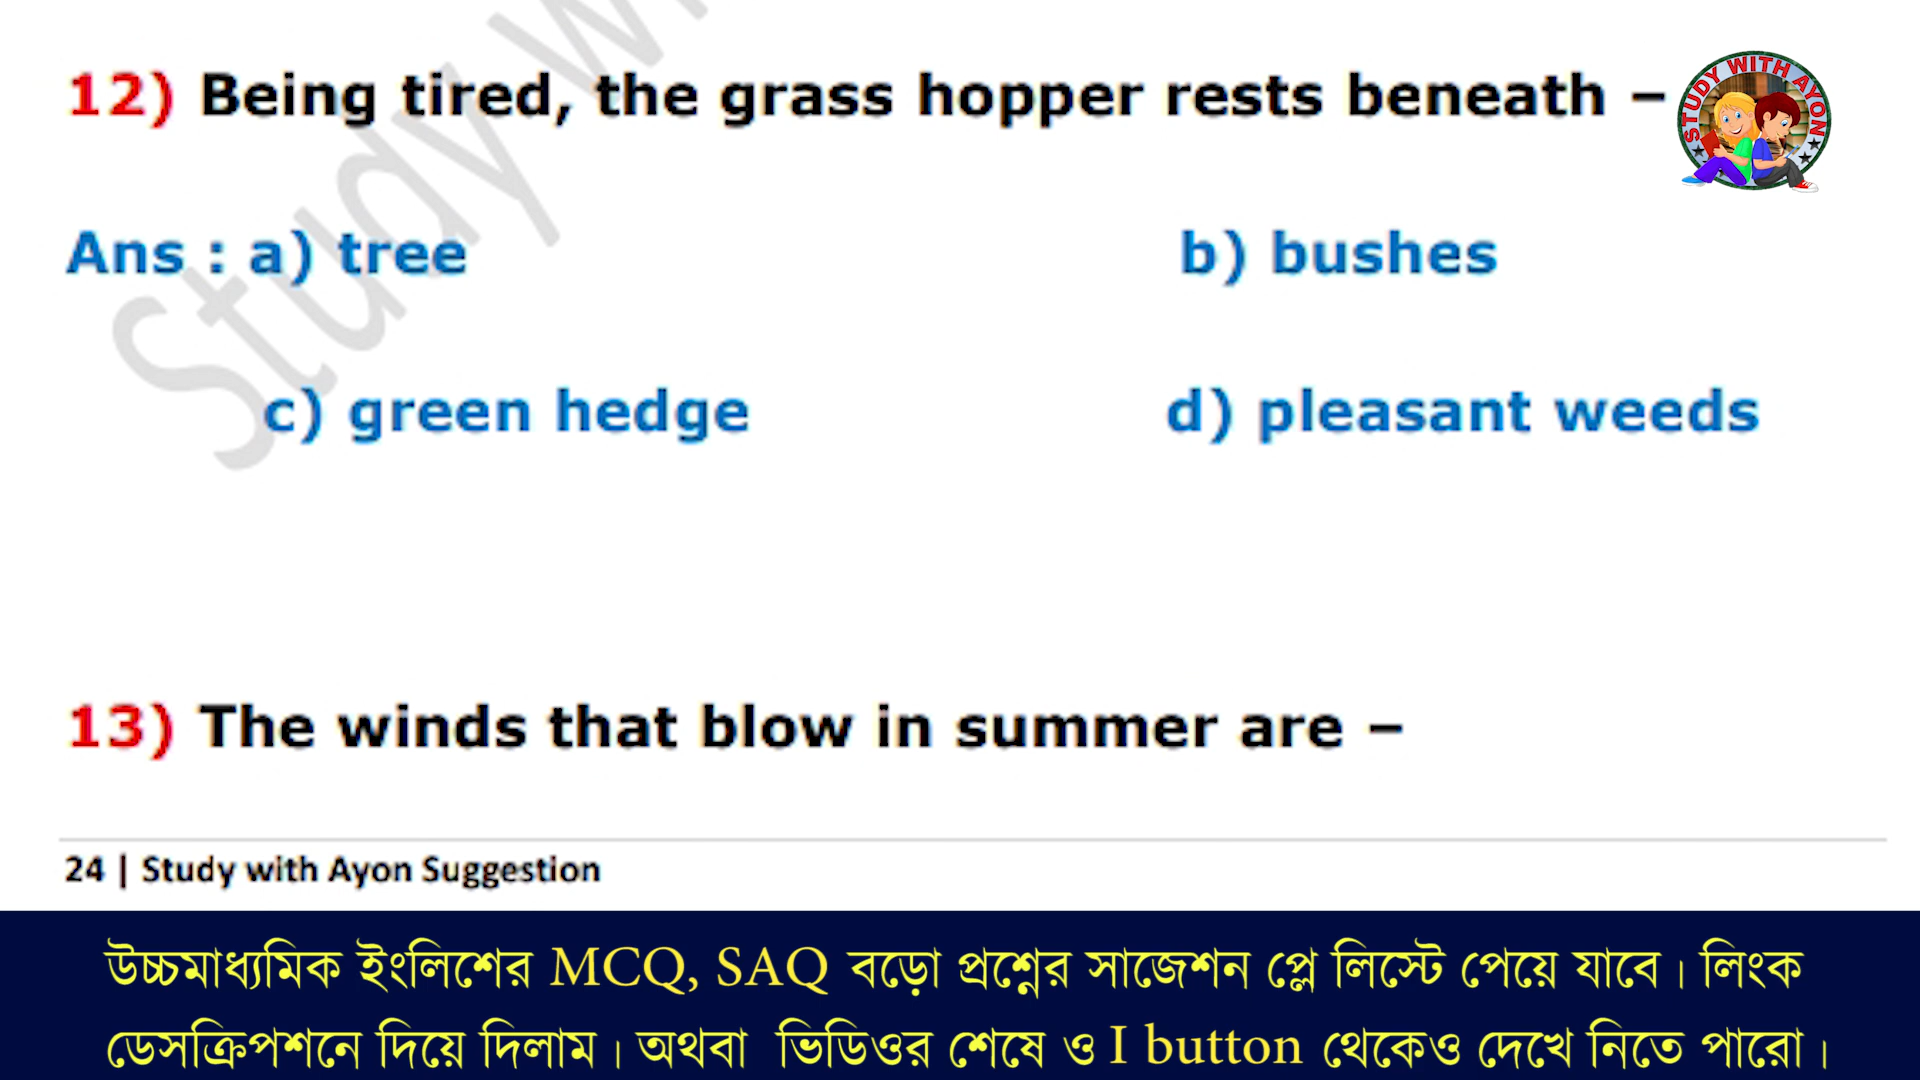 Study wi
12) Being tired, the grass hopper rests beneath –
STUDY WITH AYON
Ans : a) tree b) bushes
c) green hedge d) pleasant weeds
13) The winds that blow in summer are –
24 | Study with Ayon Suggestion
উচ্চমাধ্যমিক ইংলিশের MCQ, SAQ বড়ো প্রশ্নের সাজেশন প্লে লিস্টে পেয়ে যাবে। লিংক
ডেসক্রিপশনে দিয়ে দিলাম। অথবা ভিডিওর শেষে ও I button থেকেও দেখে নিতে পারো।